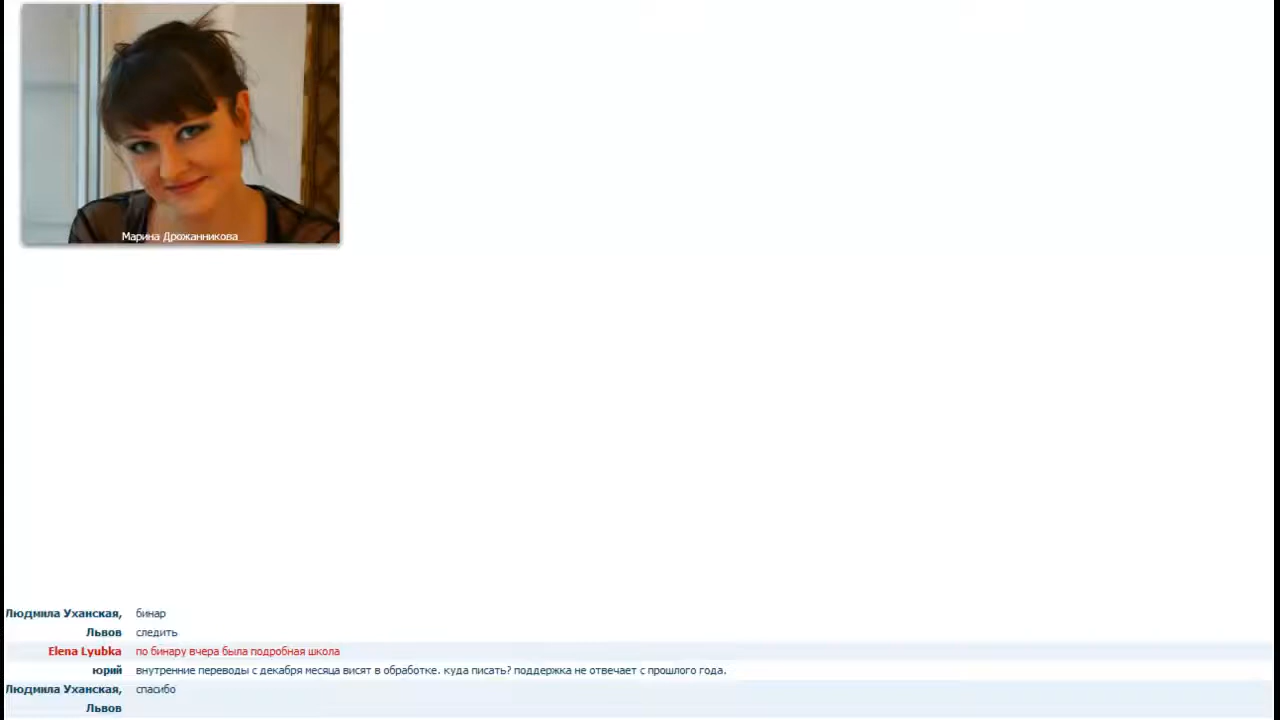 Марина Дрожанникова
Людмила Уханская, бинар
Львов следить
Elena Lyubka по бинару вчера была подробная школа
юрий внутренние переводы с декабря месяца висят в обработке. куда писать? поддержка не отвечает с прошлого года.
Людмила Уханская, спасибо
Львов